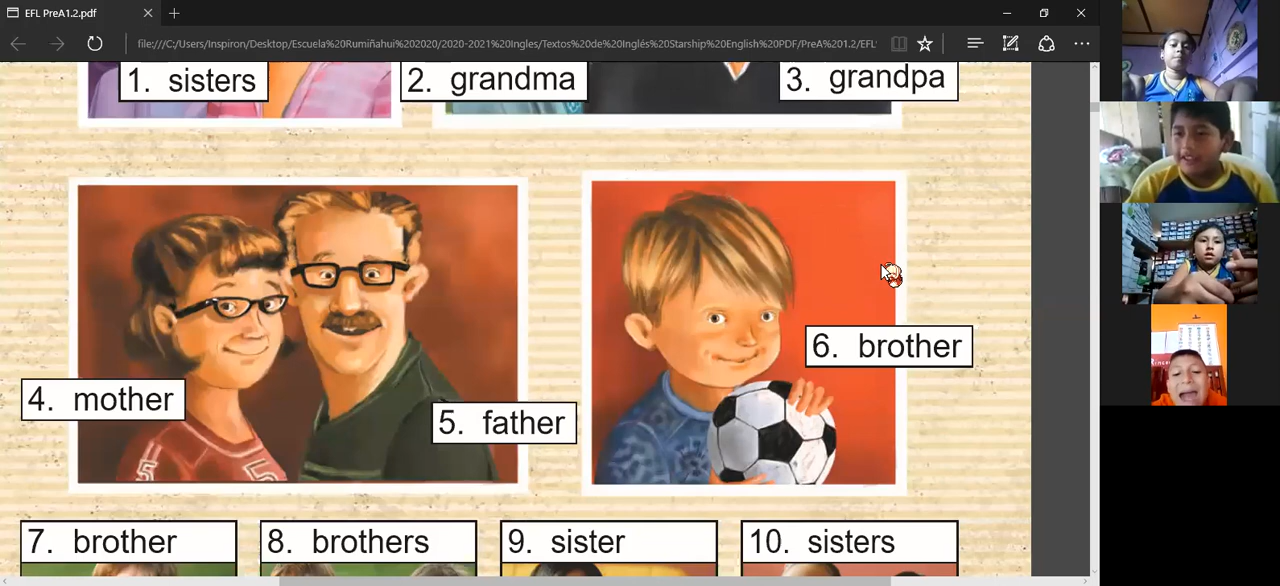 EFL PreA1.2.pdf
file:///C:/Users/Inspiron/Desktop/Escuela%20Rumiñahui%202020/2020-2021%20Ingles/Textos%20de%20Inglés%20Starship%20English%20PDF/PreA%201.2/EFL
1. sisters
2. grandma
3. grandpa
4. mother
5. father
6. brother
7. brother
8. brothers
9. sister
10. sisters
5 5